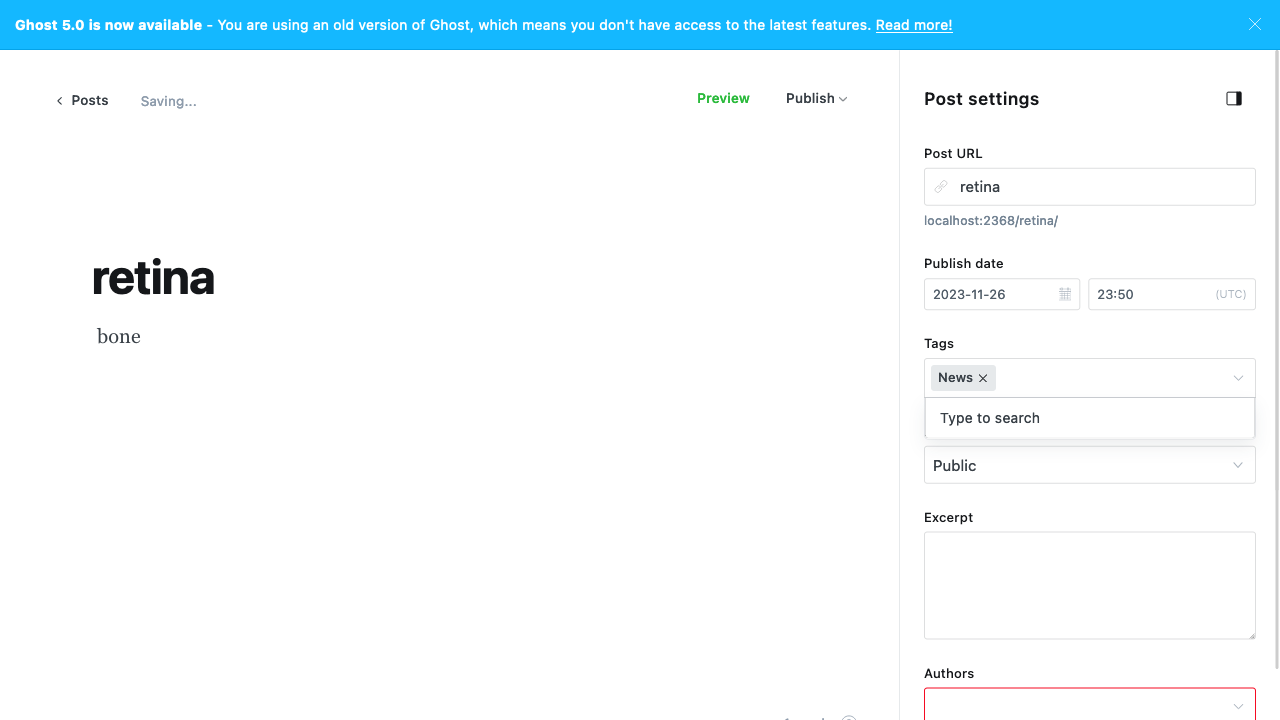 Ghost 5.0 is now available - You are using an old version of Ghost, which means you don't have access to the latest features. Read more!
Posts
Saving...
Preview
Publish
retina
bone
Post settings
Post URL
retina
localhost:2368/retina/
Publish date
2023-11-26
23:50
(UTC)
Tags
News
Type to search
Public
Excerpt
Authors